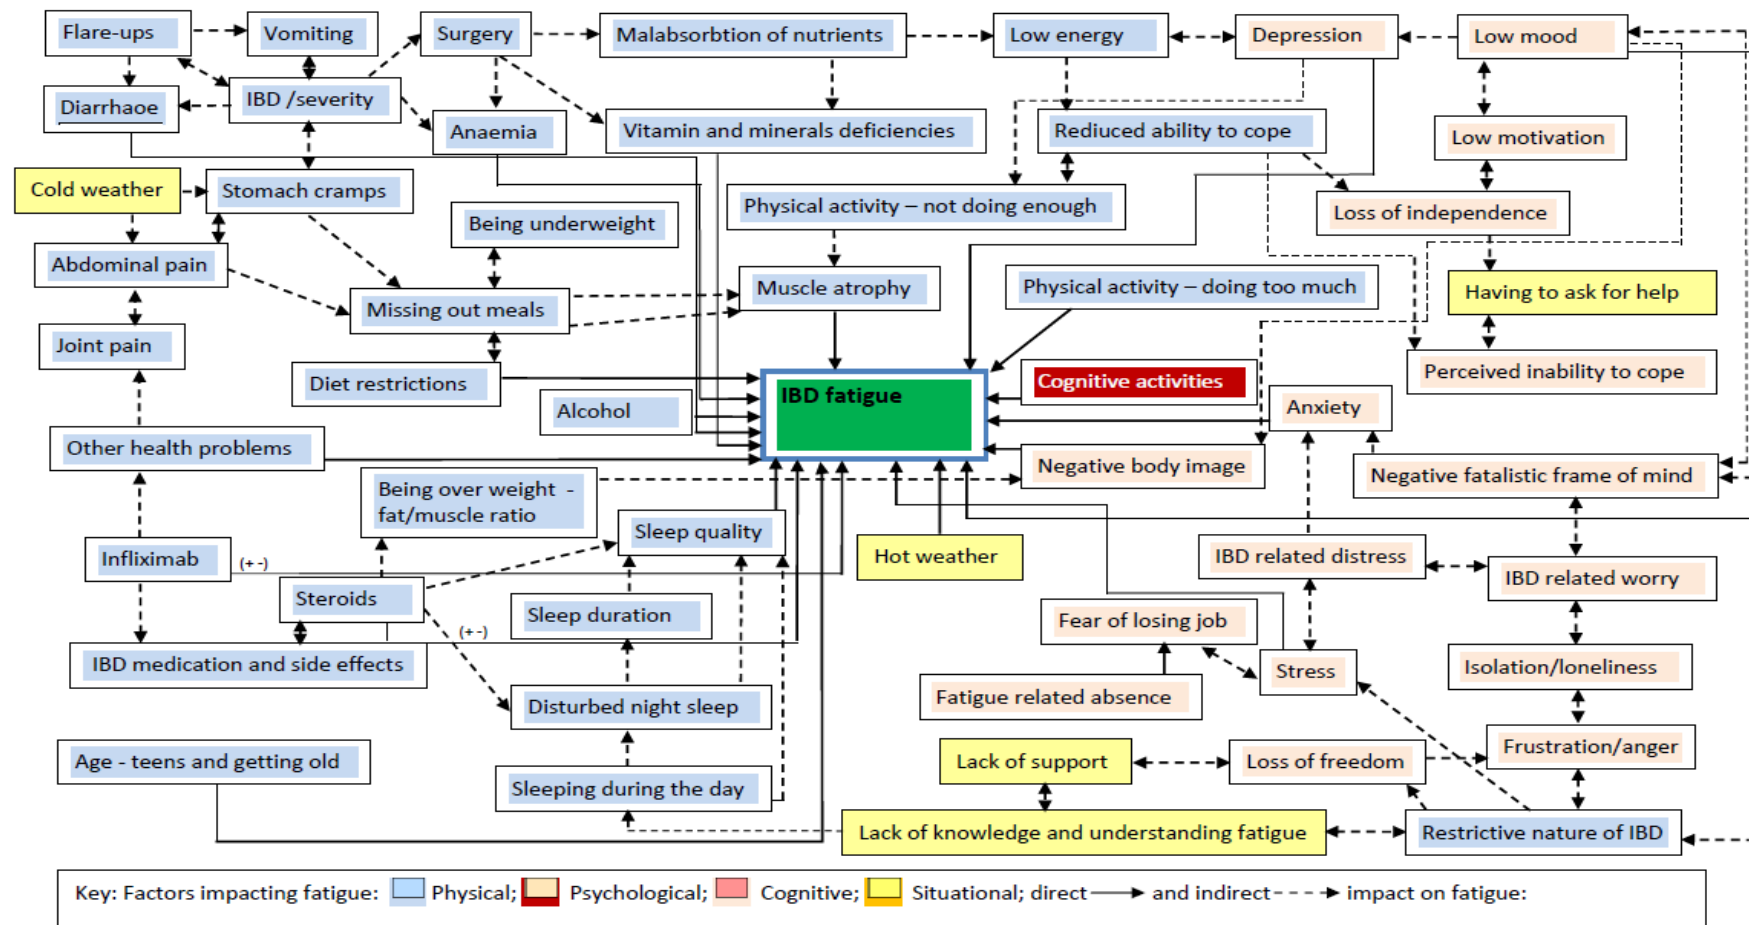 Flare-ups
Vomiting
Surgery
Malabsorbtion of nutrients
Low energy
Depression
Low mood
Diarrhaoe
IBD /severity
Anaemia
Vitamin and minerals deficiencies
Rediuced ability to cope
Low motivation
Cold weather
Stomach cramps
Being underweight
Physical activity – not doing enough
Loss of independence
Abdominal pain
Missing out meals
Muscle atrophy
Physical activity – doing too much
Having to ask for help
Joint pain
Diet restrictions
Alcohol
IBD fatigue
Cognitive activities
Perceived inability to cope
Anxiety
Other health problems
Being over weight -
fat/muscle ratio
Negative body image
Negative fatalistic frame of mind
Sleep quality
Infliximab
(+ -)
Hot weather
IBD related distress
IBD related worry
Steroids
Sleep duration
(+ -)
Fear of losing job
IBD medication and side effects
Stress
Isolation/loneliness
Disturbed night sleep
Fatigue related absence
Age - teens and getting old
Sleeping during the day
Lack of support
Loss of freedom
Frustration/anger
Lack of knowledge and understanding fatigue
Restrictive nature of IBD
Key: Factors impacting fatigue: Physical; Psychological; Cognitive; Situational; direct and indirect impact on fatigue: